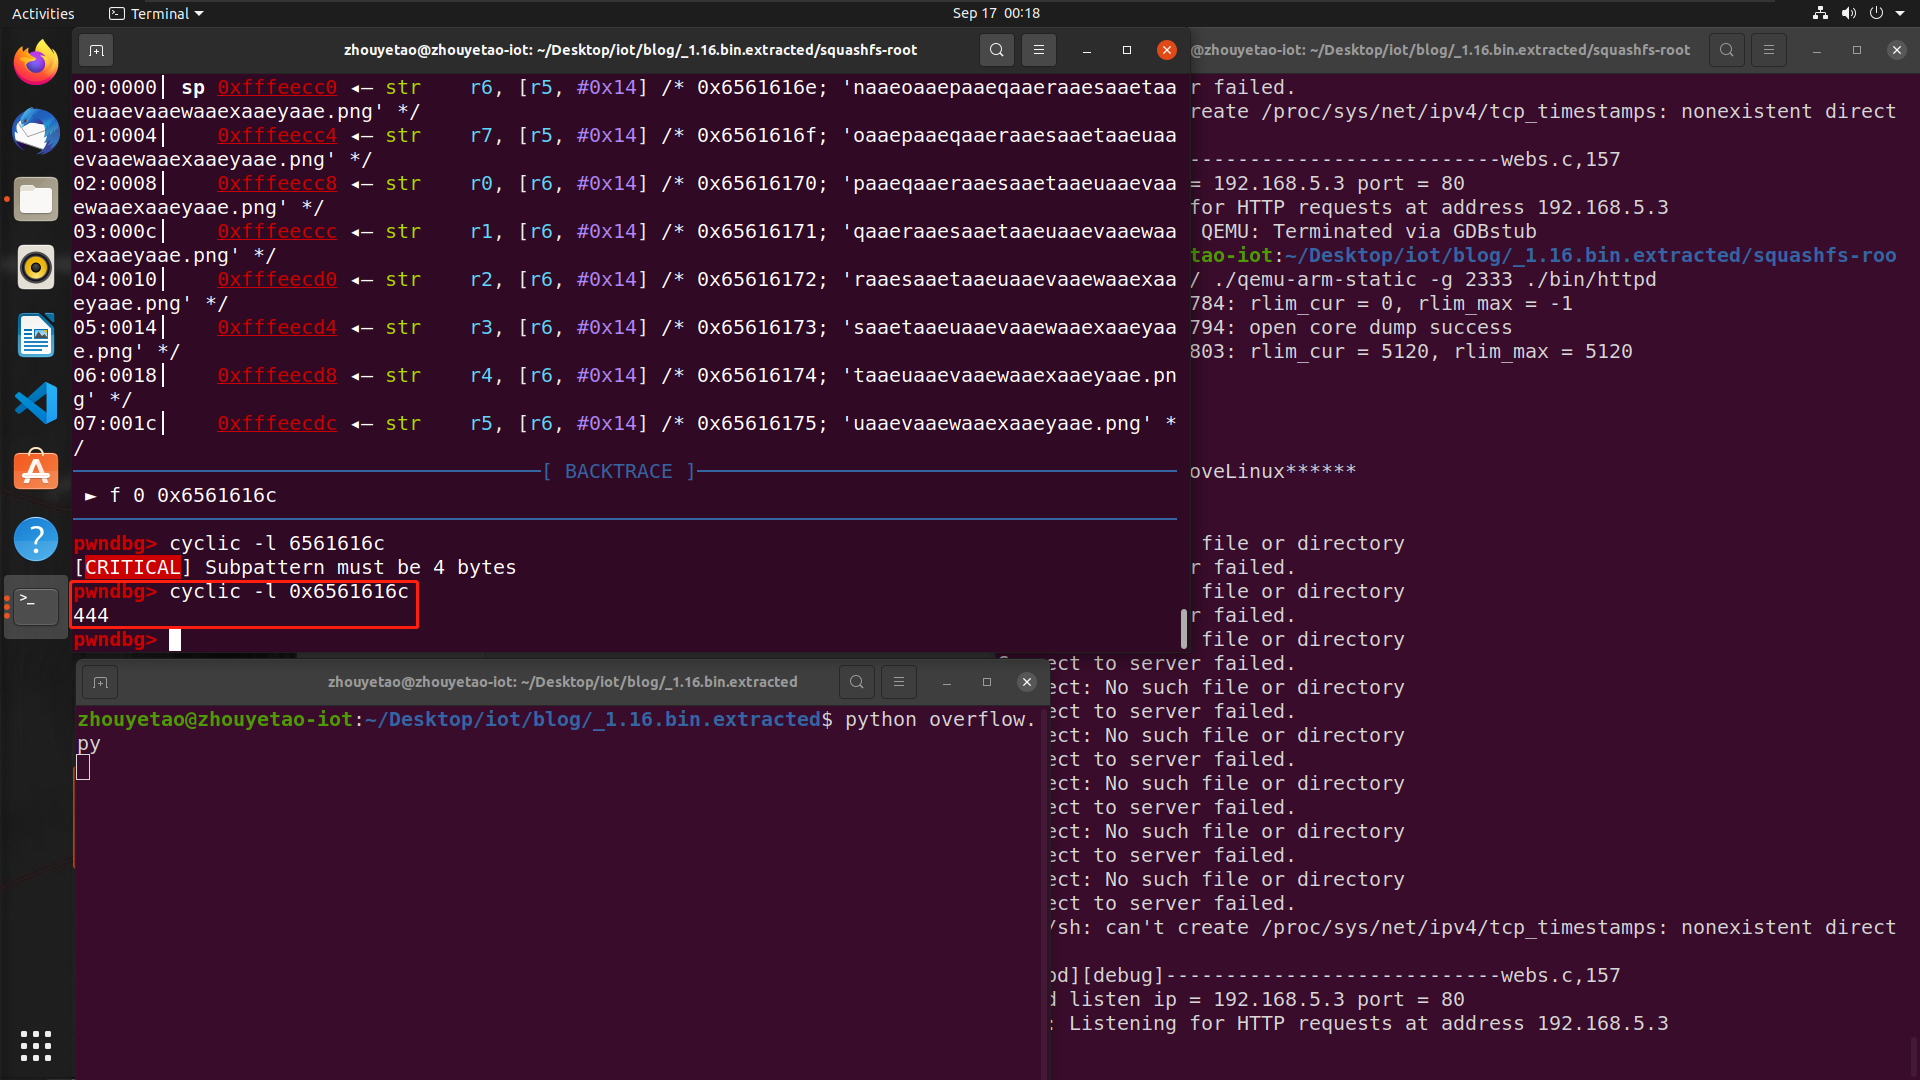 Activities
Terminal
Sep 17 00:18
zhouyetao@zhouyetao-iot: ~/Desktop/iot/blog/_1.16.bin.extracted/squashfs-root
00:0000│ sp 0xfffeecc0 ◂— str r6, [r5, #0x14] /* 0x6561616e; 'naaeoaaepaaeqaaeraaesaaetaa
euaaevaaewaaexaaeyaae.png' */
01:0004│ 0xfffeecc4 ◂— str r7, [r5, #0x14] /* 0x6561616f; 'oaaepaaeqaaeraaesaaetaaeuaa
evaaewaaexaaeyaae.png' */
02:0008│ 0xfffeecc8 ◂— str r0, [r6, #0x14] /* 0x65616170; 'paaeqaaeraaesaaetaaeuaaevaa
ewaaexaaeyaae.png' */
03:000c│ 0xfffeeccc ◂— str r1, [r6, #0x14] /* 0x65616171; 'qaaeraaesaaetaaeuaaevaaewaa
exaaeyaae.png' */
04:0010│ 0xfffeecd0 ◂— str r2, [r6, #0x14] /* 0x65616172; 'raaesaaetaaeuaaevaaewaaexaa
eyaae.png' */
05:0014│ 0xfffeecd4 ◂— str r3, [r6, #0x14] /* 0x65616173; 'saaetaaeuaaevaaewaaexaaeyaa
e.png' */
06:0018│ 0xfffeecd8 ◂— str r4, [r6, #0x14] /* 0x65616174; 'taaeuaaevaaewaaexaaeyaae.pn
g' */
07:001c│ 0xfffeecdc ◂— str r5, [r6, #0x14] /* 0x65616175; 'uaaevaaewaaexaaeyaae.png' *
/
[ BACKTRACE ]
► f 0 0x6561616c
pwndbg> cyclic -l 6561616c
[CRITICAL] Subpattern must be 4 bytes
pwndbg> cyclic -l 0x6561616c
444
pwndbg>
zhouyetao@zhouyetao-iot: ~/Desktop/iot/blog/_1.16.bin.extracted
zhouyetao@zhouyetao-iot:~/Desktop/iot/blog/_1.16.bin.extracted$ python overflow.
py
@zhouyetao-iot: ~/Desktop/iot/blog/_1.16.bin.extracted/squashfs-root
r failed.
reate /proc/sys/net/ipv4/tcp_timestamps: nonexistent direct
--------------------------webs.c,157
= 192.168.5.3 port = 80
for HTTP requests at address 192.168.5.3
QEMU: Terminated via GDBstub
tao-iot:~/Desktop/iot/blog/_1.16.bin.extracted/squashfs-roo
/ ./qemu-arm-static -g 2333 ./bin/httpd
784: rlim_cur = 0, rlim_max = -1
794: open core dump success
803: rlim_cur = 5120, rlim_max = 5120
oveLinux******
file or directory
r failed.
file or directory
r failed.
file or directory
ect to server failed.
ect: No such file or directory
ect to server failed.
ect: No such file or directory
ect to server failed.
ect: No such file or directory
ect to server failed.
ect: No such file or directory
ect to server failed.
ect: No such file or directory
ect to server failed.
/sh: can't create /proc/sys/net/ipv4/tcp_timestamps: nonexistent direct
pd][debug]----------------------------webs.c,157
d listen ip = 192.168.5.3 port = 80
: Listening for HTTP requests at address 192.168.5.3